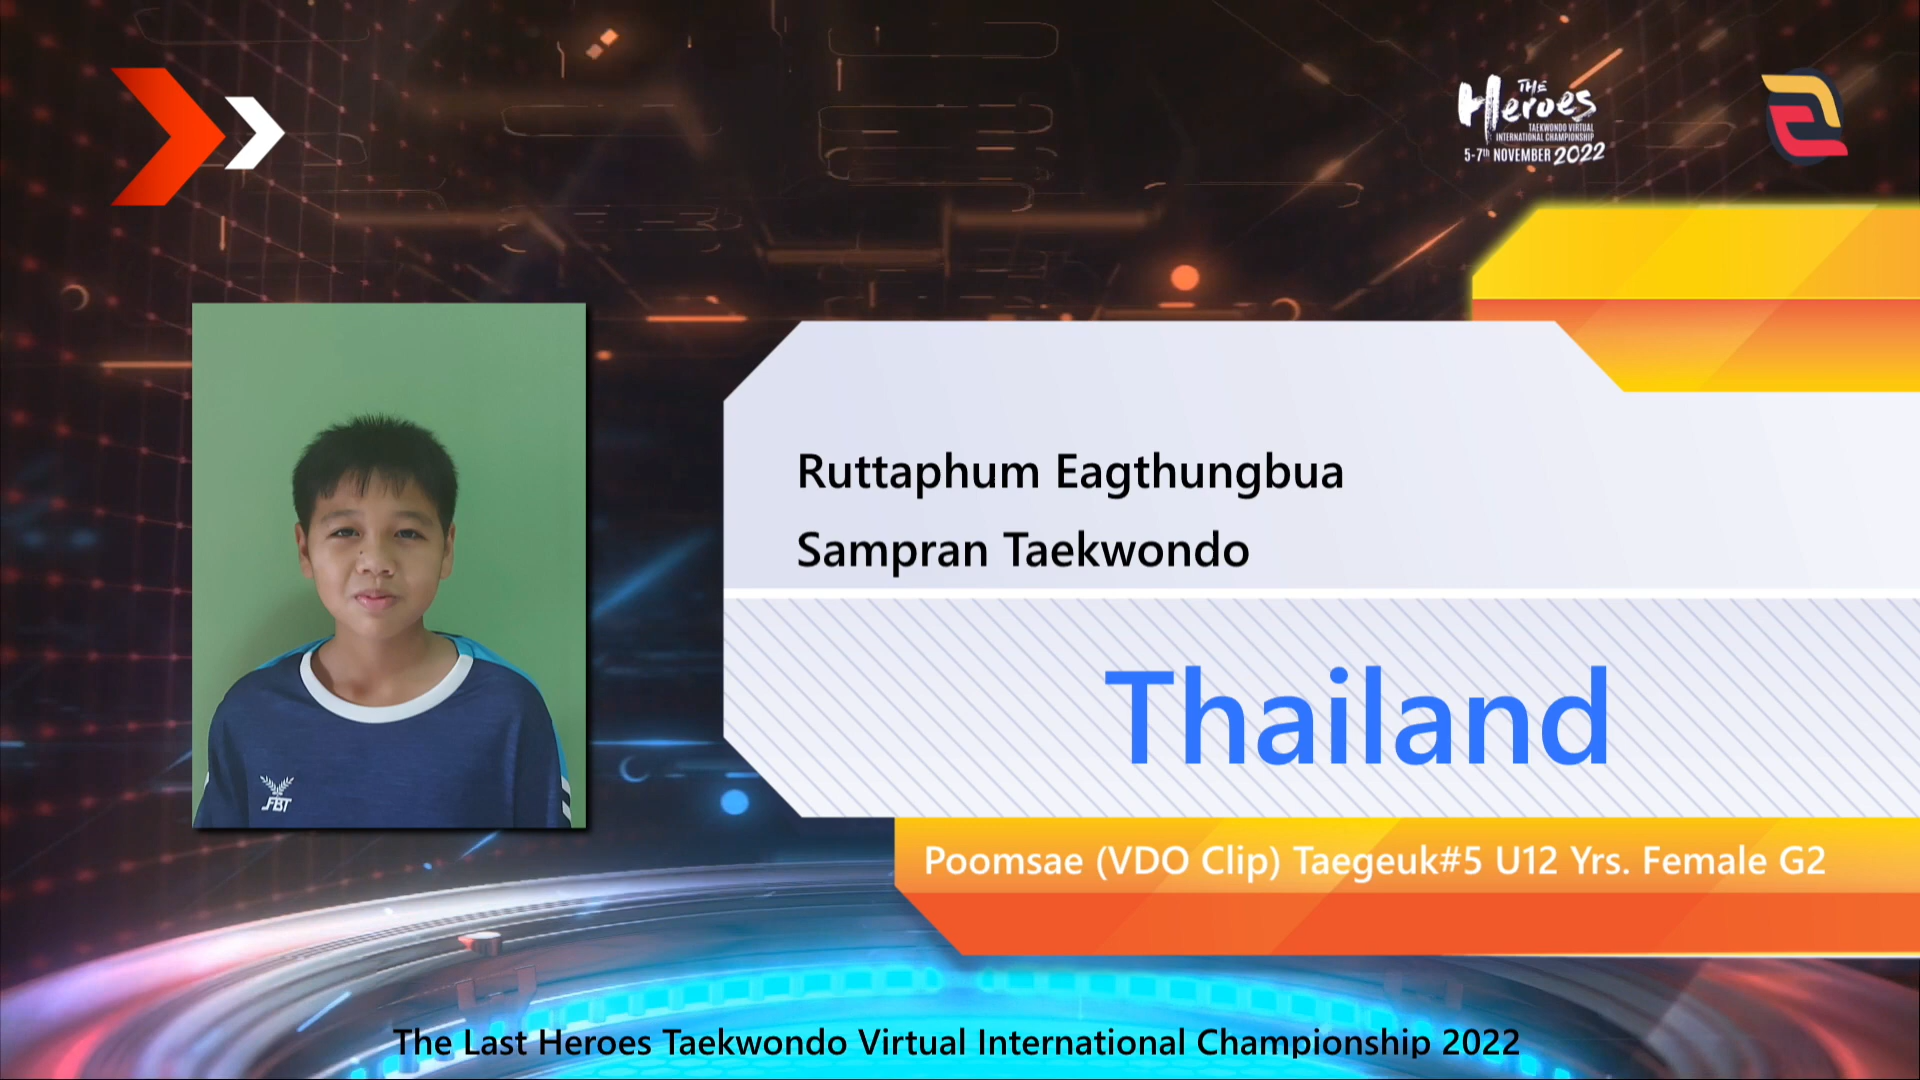 THE
Heroes
TAEKWONDO VIRTUAL
INTERNATIONAL CHAMPIONSHIP
5-7th NOVEMBER 2022
Ruttaphum Eagthungbua
Sampran Taekwondo
Thailand
FBT
Poomsae (VDO Clip) Taegeuk#5 U12 Yrs. Female G2
The Last Heroes Taekwondo Virtual International Championship 2022